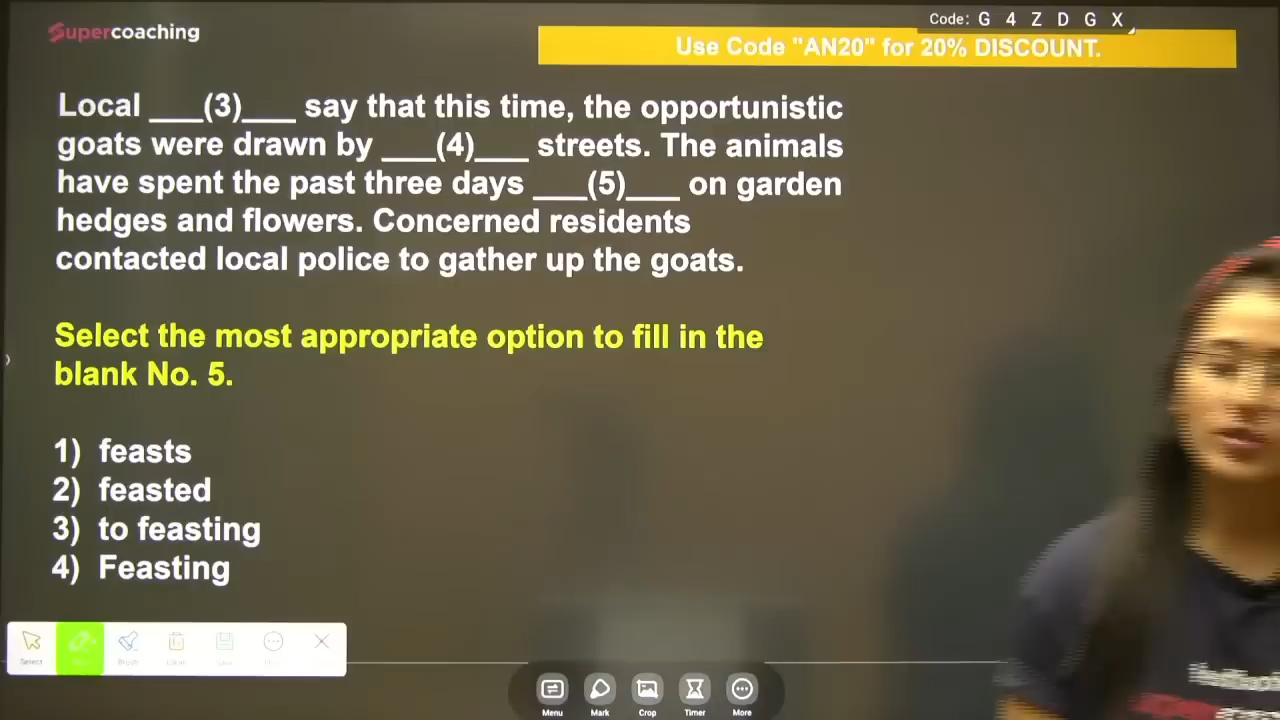 Supercoaching
Code: G 4 Z D G X
Use Code "AN20" for 20% DISCOUNT.
Local ___(3)___ say that this time, the opportunistic
goats were drawn by ___(4)___ streets. The animals
have spent the past three days ___(5)___ on garden
hedges and flowers. Concerned residents
contacted local police to gather up the goats.
Select the most appropriate option to fill in the
blank No. 5.
1) feasts
2) feasted
3) to feasting
4) Feasting
Select
Menu Mark Crop Timer More